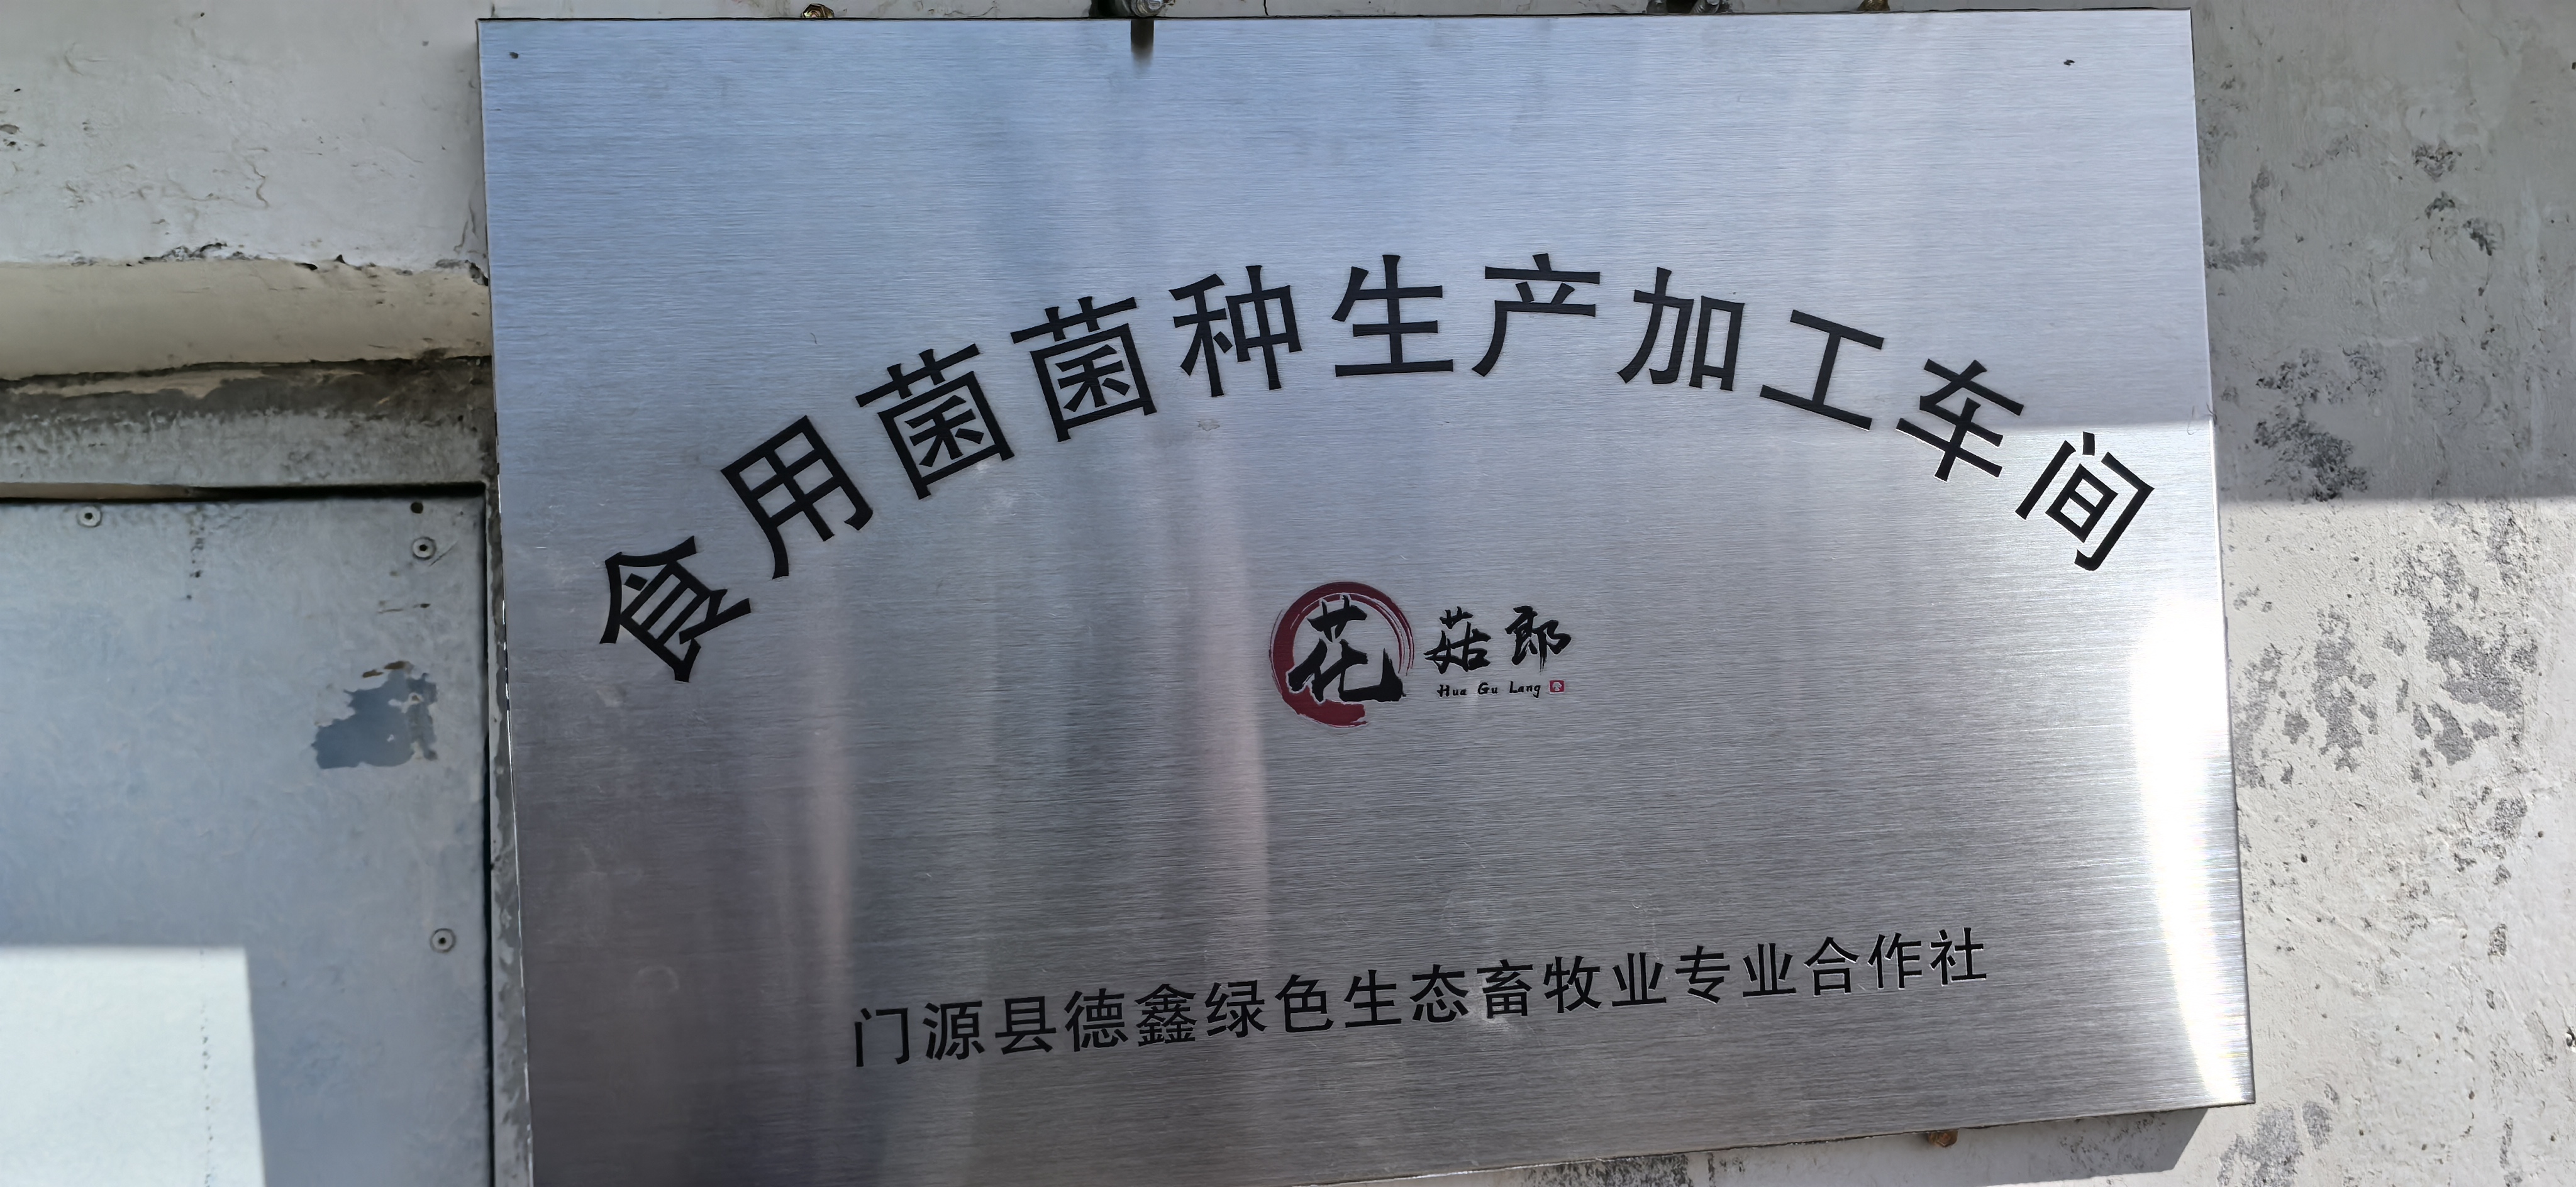 食用菌菌种生产加工车间
花菇郎
Hua Gu Lang
门源县德鑫绿色生态畜牧业专业合作社